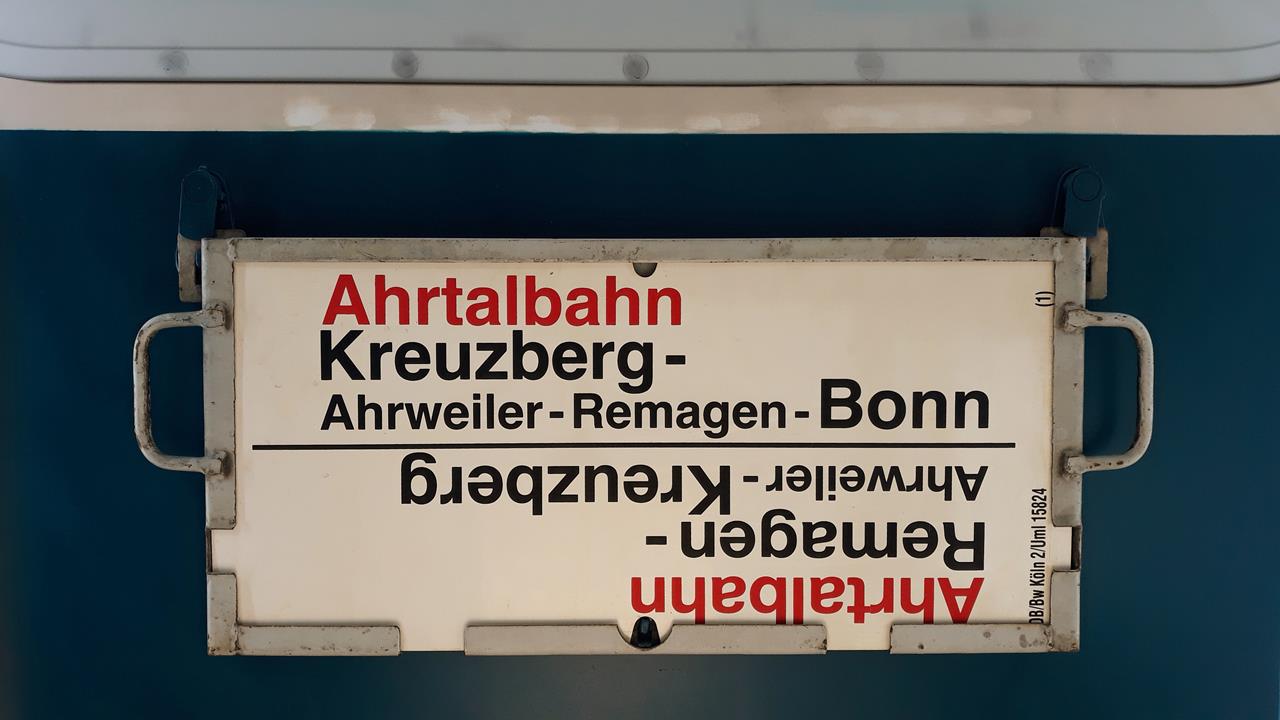 Ahrtalbahn
Kreuzberg-
Ahrweiler-Remagen-Bonn
(1)
Ahrtalbahn
Remagen-
Ahrweiler-Kreuzberg
DB/Bw Köln 2/Uml 15824